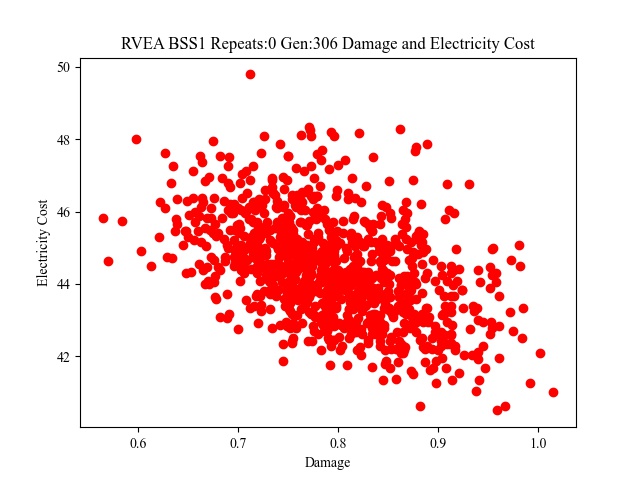 RVEA BSS1 Repeats:0 Gen:306 Damage and Electricity Cost
50
48
46
44
42
Electricity Cost
0.6 0.7 0.8 0.9 1.0
Damage